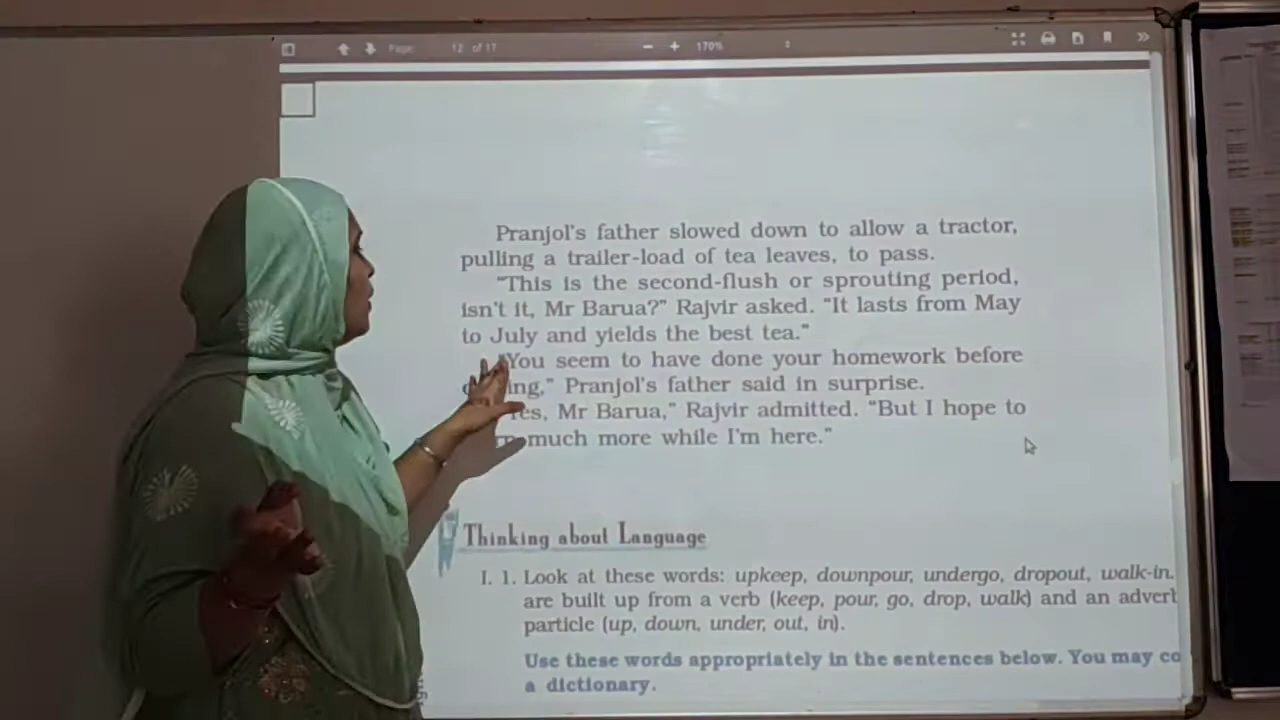 Page: 12 of 17 − + 170%
Pranjol's father slowed down to allow a tractor,
pulling a trailer-load of tea leaves, to pass.
"This is the second-flush or sprouting period,
isn't it, Mr Barua?" Rajvir asked. "It lasts from May
to July and yields the best tea."
"You seem to have done your homework before
ing," Pranjol's father said in surprise.
es, Mr Barua," Rajvir admitted. "But I hope to
much more while I'm here."
Thinking about Language
I. 1. Look at these words: upkeep, downpour, undergo, dropout, walk-in.
are built up from a verb (keep, pour, go, drop, walk) and an advert
particle (up, down, under, out, in).
Use these words appropriately in the sentences below. You may co
a dictionary.